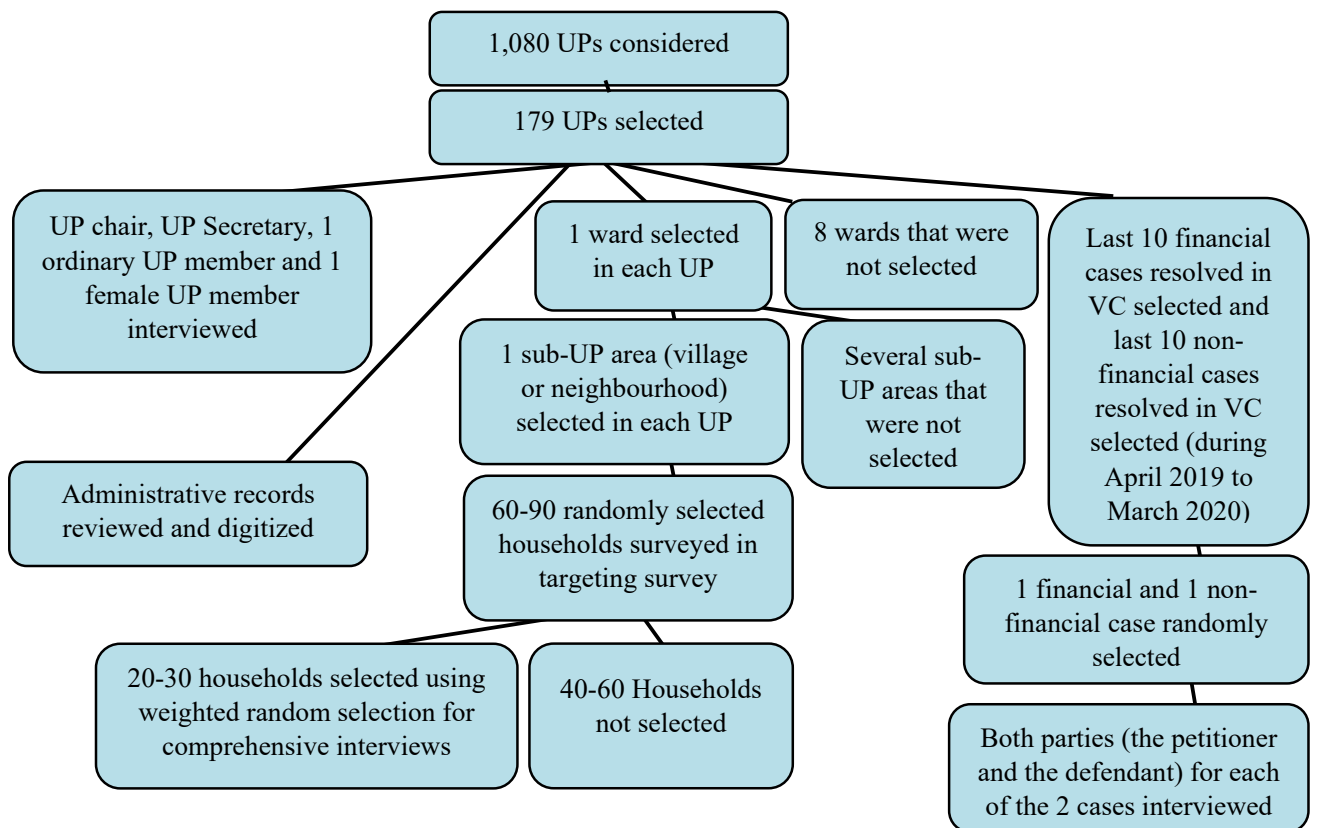 1,080 UPs considered
179 UPs selected
UP chair, UP Secretary, 1
ordinary UP member and 1
female UP member
interviewed
1 ward selected
in each UP
8 wards that were
not selected
Last 10 financial
cases resolved in
VC selected and
last 10 non-
financial cases
resolved in VC
selected (during
April 2019 to
March 2020)
1 sub-UP area (village
or neighbourhood)
selected in each UP
Several sub-
UP areas that
were not
selected
Administrative records
reviewed and digitized
60-90 randomly selected
households surveyed in
targeting survey
1 financial and 1 non-
financial case randomly
selected
20-30 households selected using
weighted random selection for
comprehensive interviews
40-60 Households
not selected
Both parties (the petitioner
and the defendant) for each
of the 2 cases interviewed